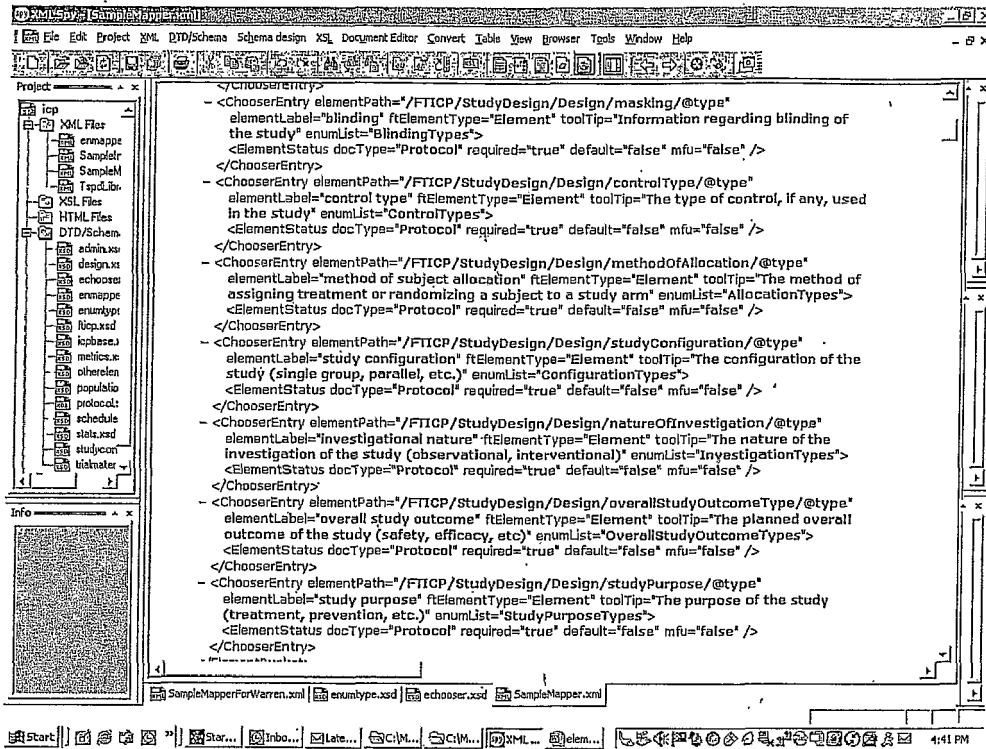 XMLSpy - [SampleMapper.xml]
File Edit Project XML DTD/Schema Schema design XSL Document Editor Convert Table View Browser Tools Window Help
Project
icp
XML Files
enmappe
SampleIr
SampleM
TspdLibr
XSL Files
HTML Files
DTD/Schem
admin.xs
design.xs
echooser
enmappe
enumtype
fticp.xsd
icpbase.
metrics.x
otherelen
populatio
protocol.
schedule
stats.xsd
studycon
trialmater
Info
</ChooserEntry>
- <ChooserEntry elementPath="/FTICP/StudyDesign/Design/masking/@type"
elementLabel="blinding" ftElementType="Element" toolTip="Information regarding blinding of
the study" enumList="BlindingTypes">
<ElementStatus docType="Protocol" required="true" default="false" mfu="false" />
</ChooserEntry>
- <ChooserEntry elementPath="/FTICP/StudyDesign/Design/controlType/@type"
elementLabel="control type" ftElementType="Element" toolTip="The type of control, if any, used
in the study" enumList="ControlTypes">
<ElementStatus docType="Protocol" required="true" default="false" mfu="false" />
</ChooserEntry>
- <ChooserEntry elementPath="/FTICP/StudyDesign/Design/methodOfAllocation/@type"
elementLabel="method of subject allocation" ftElementType="Element" toolTip="The method of
assigning treatment or randomizing a subject to a study arm" enumList="AllocationTypes">
<ElementStatus docType="Protocol" required="true" default="false" mfu="false" />
</ChooserEntry>
- <ChooserEntry elementPath="/FTICP/StudyDesign/Design/studyConfiguration/@type"
elementLabel="study configuration" ftElementType="Element" toolTip="The configuration of the
study (single group, parallel, etc.)" enumList="ConfigurationTypes">
<ElementStatus docType="Protocol" required="true" default="false" mfu="false" />
</ChooserEntry>
- <ChooserEntry elementPath="/FTICP/StudyDesign/Design/natureOfInvestigation/@type"
elementLabel="investigational nature" ftElementType="Element" toolTip="The nature of the
investigation of the study (observational, interventional)" enumList="InvestigationTypes">
<ElementStatus docType="Protocol" required="true" default="false" mfu="false" />
</ChooserEntry>
- <ChooserEntry elementPath="/FTICP/StudyDesign/Design/overallStudyOutcomeType/@type"
elementLabel="overall study outcome" ftElementType="Element" toolTip="The planned overall
outcome of the study (safety, efficacy, etc)" enumList="OverallStudyOutcomeTypes">
<ElementStatus docType="Protocol" required="true" default="false" mfu="false" />
</ChooserEntry>
- <ChooserEntry elementPath="/FTICP/StudyDesign/Design/studyPurpose/@type"
elementLabel="study purpose" ftElementType="Element" toolTip="The purpose of the study
(treatment, prevention, etc.)" enumList="StudyPurposeTypes">
<ElementStatus docType="Protocol" required="true" default="false" mfu="false" />
</ChooserEntry>
SampleMapperForWarren.xml enumtype.xsd echooser.xsd SampleMapper.xml
Start Star... Inbo... Late... C:\M... C:\M... XML... elem... 4:41 PM